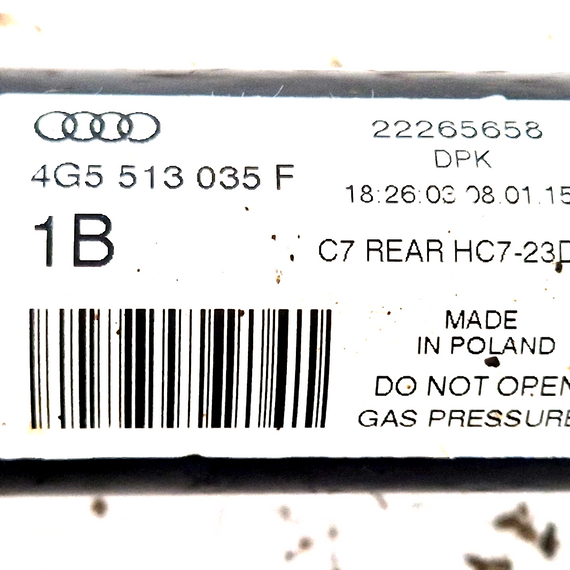 22265658
4G5 513 035 F
DPK
18:26:03 08.01.15
1B
C7 REAR HC7-23D
MADE
IN POLAND
DO NOT OPEN
GAS PRESSURE